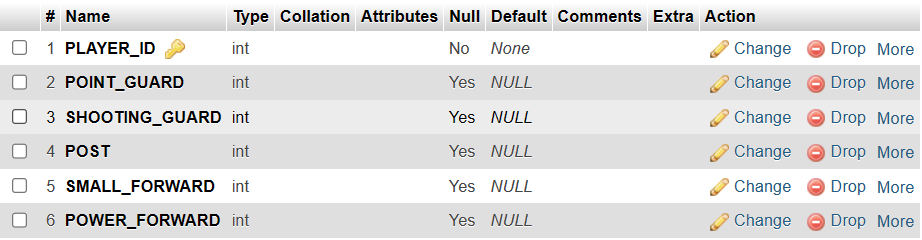 # Name Type Collation Attributes Null Default Comments Extra Action
1 PLAYER_ID int No None Change Drop More
2 POINT_GUARD int Yes NULL Change Drop More
3 SHOOTING_GUARD int Yes NULL Change Drop More
4 POST int Yes NULL Change Drop More
5 SMALL_FORWARD int Yes NULL Change Drop More
6 POWER_FORWARD int Yes NULL Change Drop More